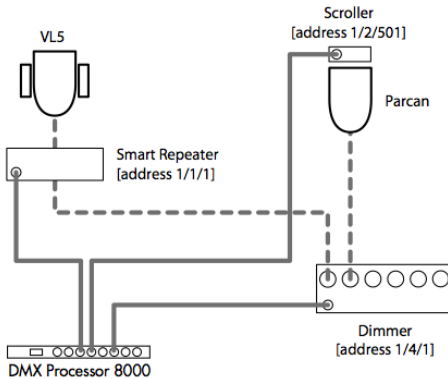 Scroller
[address 1/2/501]
VL5
Parcan
Smart Repeater
[address 1/1/1]
Dimmer
[address 1/4/1]
DMX Processor 8000